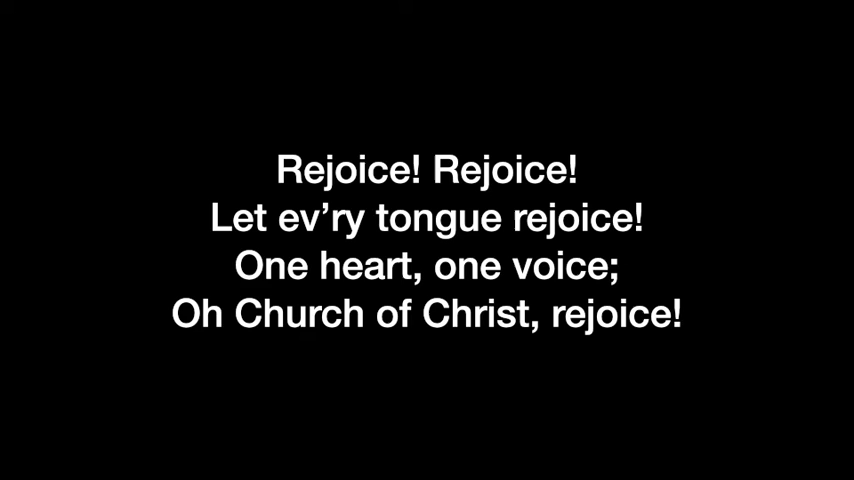 Rejoice! Rejoice!
Let ev’ry tongue rejoice!
One heart, one voice;
Oh Church of Christ, rejoice!